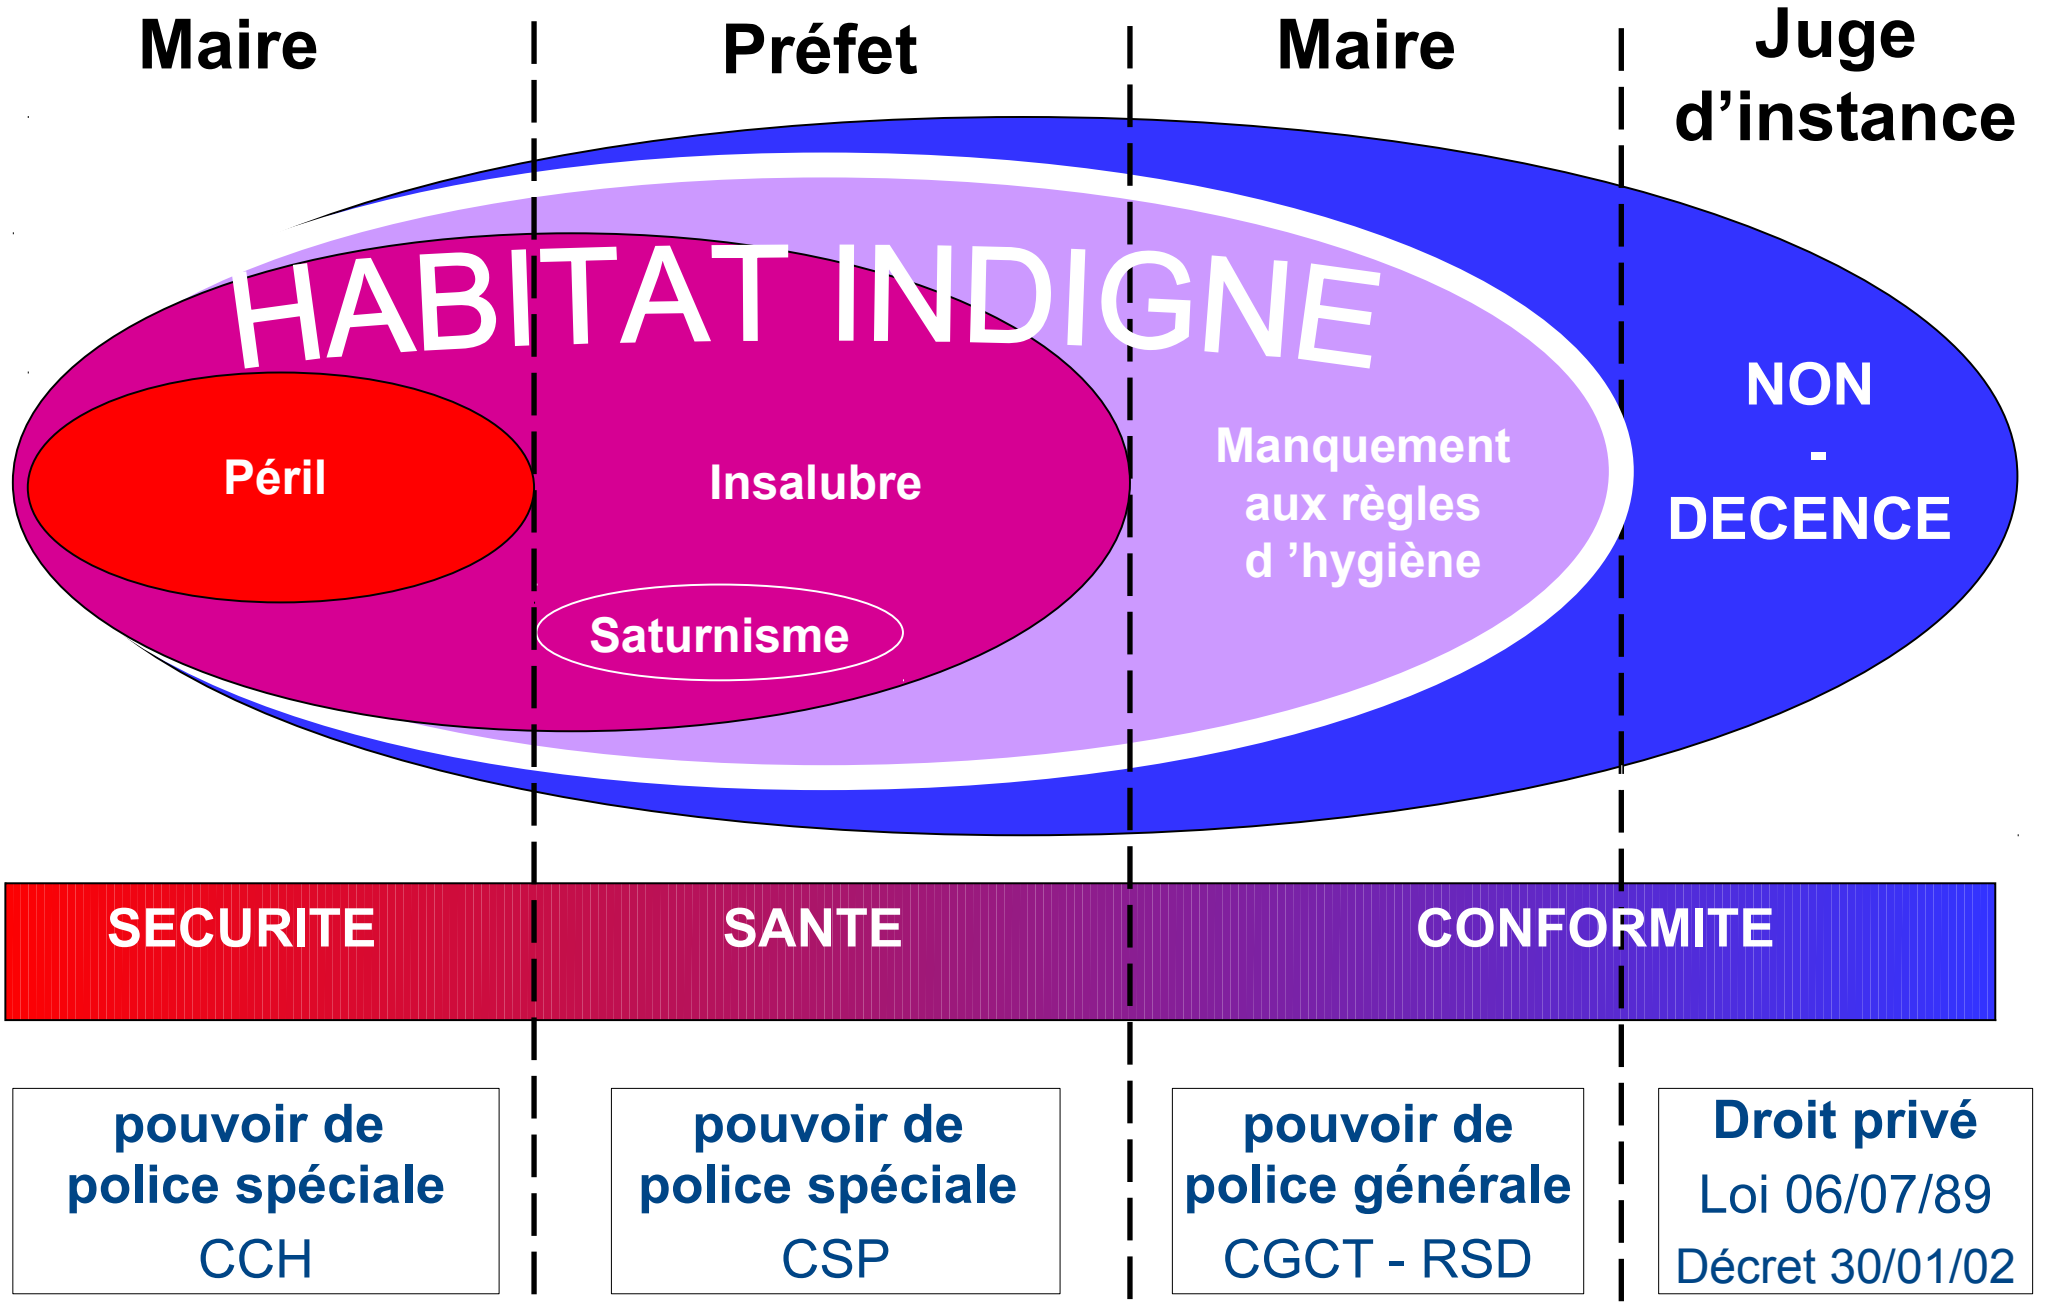 Maire
Préfet
Maire
Juge
d’instance
HABITAT INDIGNE
Péril
Insalubre
Saturnisme
Manquement
aux règles
d ’hygiène
NON
-
DECENCE
SECURITE
SANTE
CONFORMITE
pouvoir de
police spéciale
CCH
pouvoir de
police spéciale
CSP
pouvoir de
police générale
CGCT - RSD
Droit privé
Loi 06/07/89
Décret 30/01/02